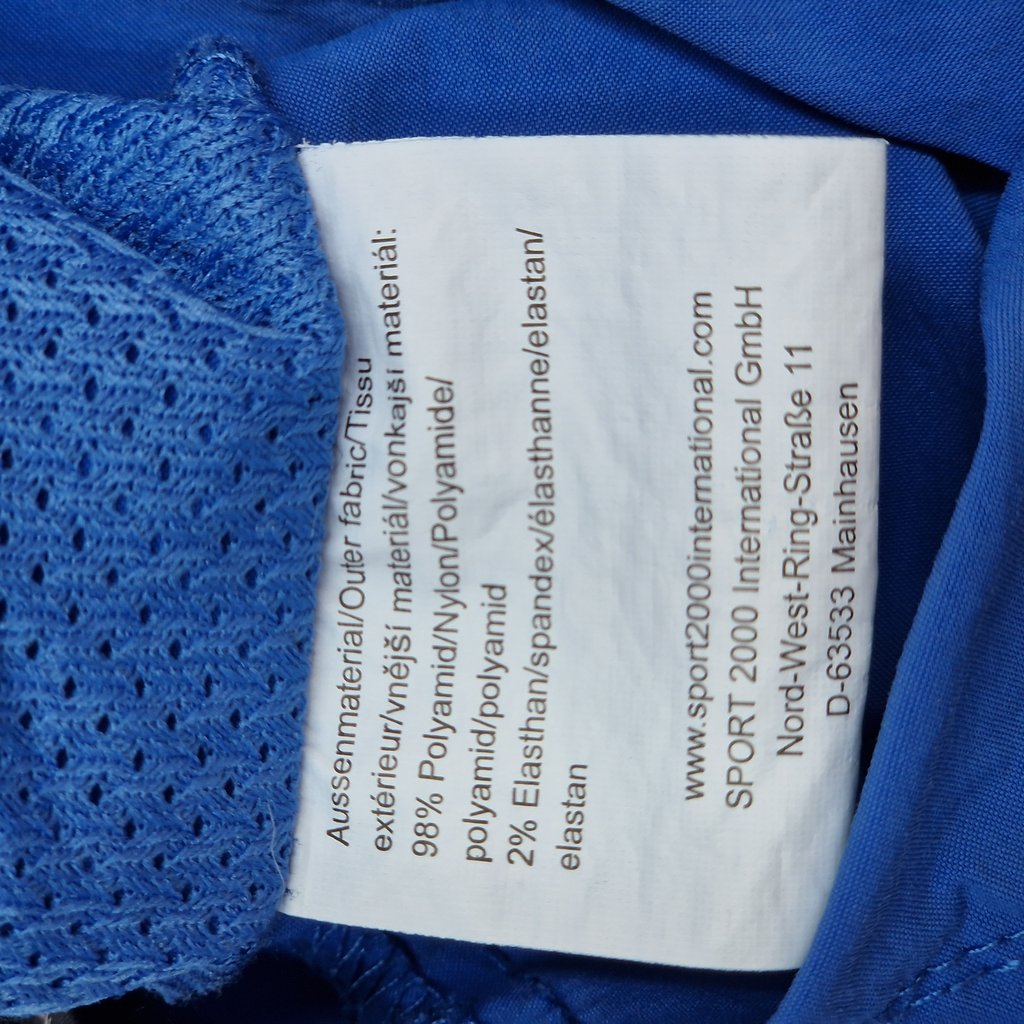 Aussenmaterial/Outer fabric/Tissu
extérieur/vnější materiál/vonkajší materiál:
98% Polyamid/Nylon/Polyamide/
polyamid/polyamid
2% Elasthan/spandex/élasthanne/elastan/
elastan
www.sport2000international.com
SPORT 2000 International GmbH
Nord-West-Ring-Straße 11
D-63533 Mainhausen